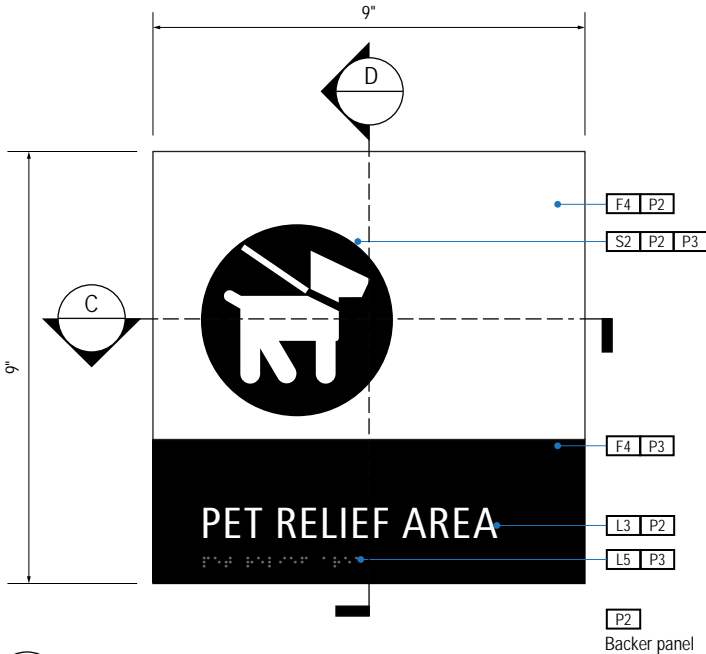 9"
D
F4 P2
S2 P2 P3
C
9"
F4 P3
PET RELIEF AREA
L3 P2
⠏⠑⠞ ⠗⠑⠇⠊⠑⠋ ⠁⠗⠑⠁
L5 P3
P2
Backer panel